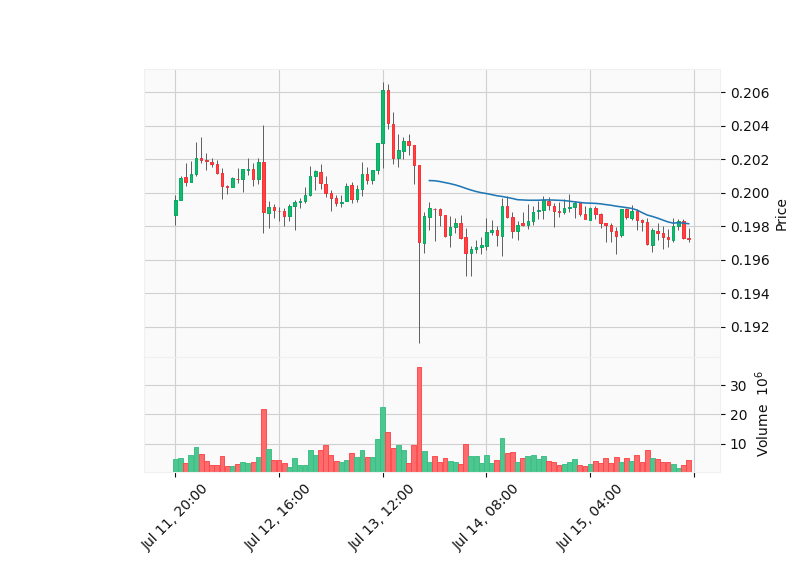 0.206
0.204
0.202
0.200
0.198
0.196
0.194
0.192
Price
30
20
10
Volume 10^6
Jul 11, 20:00
Jul 12, 16:00
Jul 13, 12:00
Jul 14, 08:00
Jul 15, 04:00